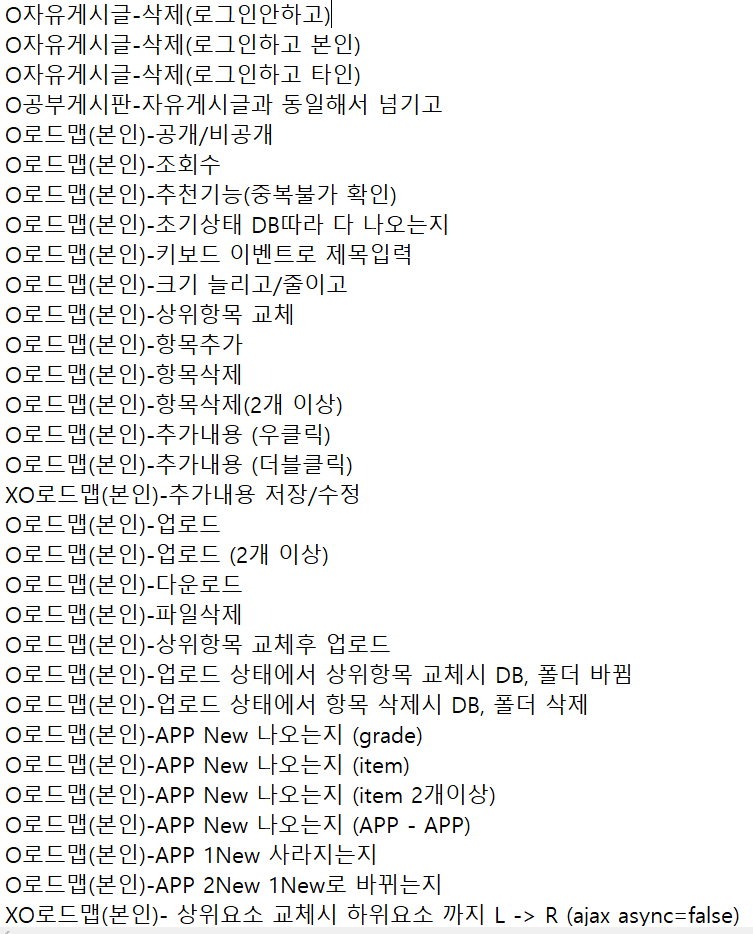 O자유게시글-삭제(로그인안하고)
O자유게시글-삭제(로그인하고 본인)
O자유게시글-삭제(로그인하고 타인)
O공부게시판-자유게시글과 동일해서 넘기고
O로드맵(본인)-공개/비공개
O로드맵(본인)-조회수
O로드맵(본인)-추천기능(중복불가 확인)
O로드맵(본인)-초기상태 DB따라 다 나오는지
O로드맵(본인)-키보드 이벤트로 제목입력
O로드맵(본인)-크기 늘리고/줄이고
O로드맵(본인)-상위항목 교체
O로드맵(본인)-항목추가
O로드맵(본인)-항목삭제
O로드맵(본인)-항목삭제(2개 이상)
O로드맵(본인)-추가내용 (우클릭)
O로드맵(본인)-추가내용 (더블클릭)
XO로드맵(본인)-추가내용 저장/수정
O로드맵(본인)-업로드
O로드맵(본인)-업로드 (2개 이상)
O로드맵(본인)-다운로드
O로드맵(본인)-파일삭제
O로드맵(본인)-상위항목 교체후 업로드
O로드맵(본인)-업로드 상태에서 상위항목 교체시 DB, 폴더 바뀜
O로드맵(본인)-업로드 상태에서 항목 삭제시 DB, 폴더 삭제
O로드맵(본인)-APP New 나오는지 (grade)
O로드맵(본인)-APP New 나오는지 (item)
O로드맵(본인)-APP New 나오는지 (item 2개이상)
O로드맵(본인)-APP New 나오는지 (APP - APP)
O로드맵(본인)-APP 1New 사라지는지
O로드맵(본인)-APP 2New 1New로 바뀌는지
XO로드맵(본인)- 상위요소 교체시 하위요소 까지 L -> R (ajax async=false)